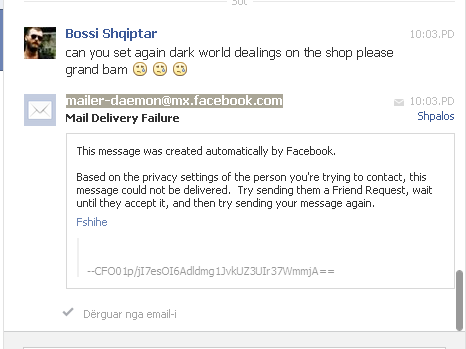 Bossi Shqiptar
10:03.PD
can you set again dark world dealings on the shop please
grand bam
mailer-daemon@mx.facebook.com
10:03.PD
Mail Delivery Failure
Shpalos
This message was created automatically by Facebook.
Based on the privacy settings of the person you're trying to contact, this
message could not be delivered. Try sending them a Friend Request, wait
until they accept it, and then try sending your message again.
Fshihe
--CFO01p/jI7esOI6Adldmg1JvkUZ3UIr37WmmjA==
Dërguar nga email-i